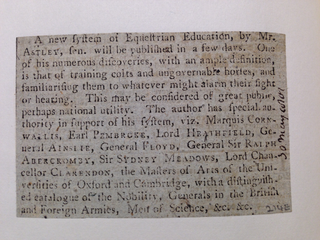 A new ſyſtem of Equeſtrian Education, by Mr.
ASTLEY, ſen. will be publiſhed in a few days. One
of his numerous diſcoveries, with an ample definition,
is that of training colts and ungovernable horſes, and
familiariſing them to whatever might alarm their ſight
or hearing. This may be conſidered of great public,
perhaps national utility. The author has ſpecial au-
thority in ſupport of his ſyſtem, viz. Marquis CORN-
WALLIS, Earl PEMBROKE, Lord HEATHFIELD, Ge-
neral AINSLIE, General FLOYD, General Sir RALPH
ABERCROMBY, Sir SYDNEY MEADOWS, Lord Chan-
cellor CLARENDON, the Maſters of Arts of the Uni-
verſities of Oxford and Cambridge, with a diſtinguiſh-
ed catalogue of the Nobility, Generals in the Britiſh
and Foreign Armies, Men of Science, &c. &c.